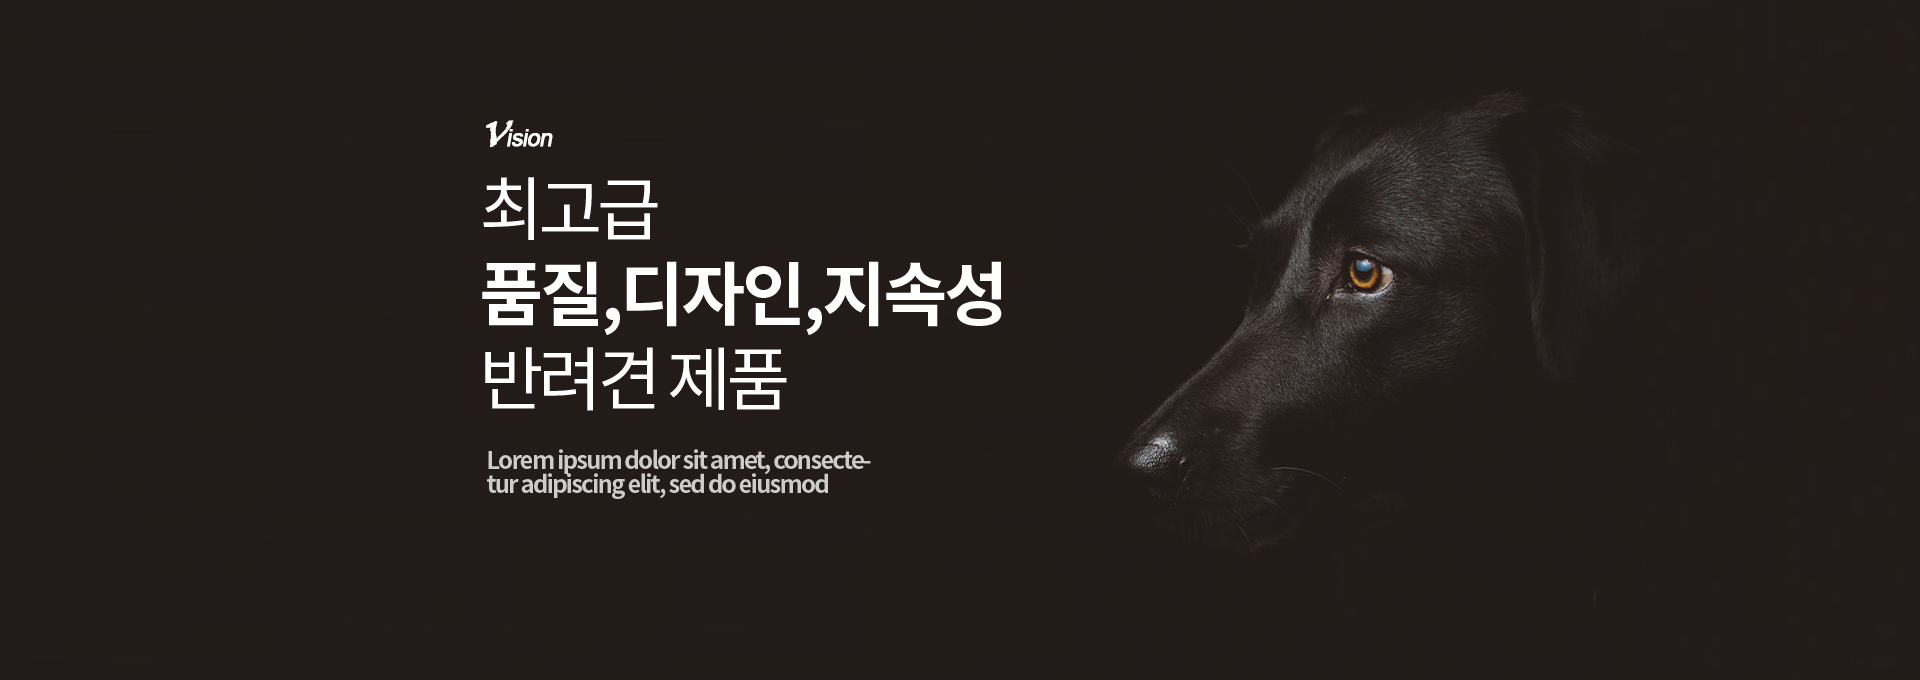 Vision
최고급
품질,디자인,지속성
반려견 제품
Lorem ipsum dolor sit amet, consecte-
tur adipiscing elit, sed do eiusmod